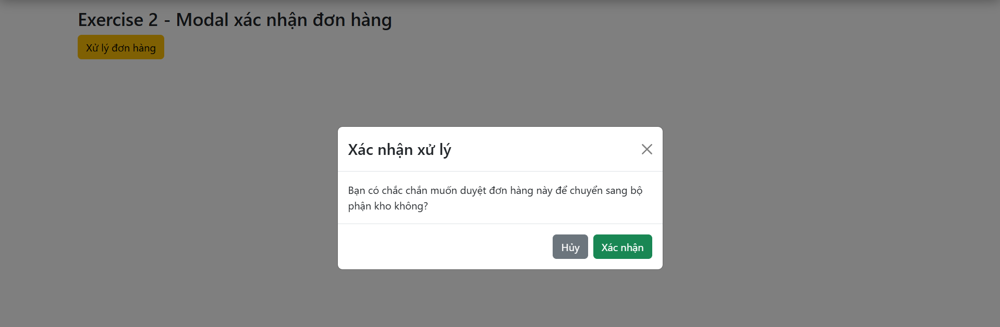 Exercise 2 - Modal xác nhận đơn hàng
Xử lý đơn hàng
Xác nhận xử lý
Bạn có chắc chắn muốn duyệt đơn hàng này để chuyển sang bộ
phận kho không?
Hủy
Xác nhận